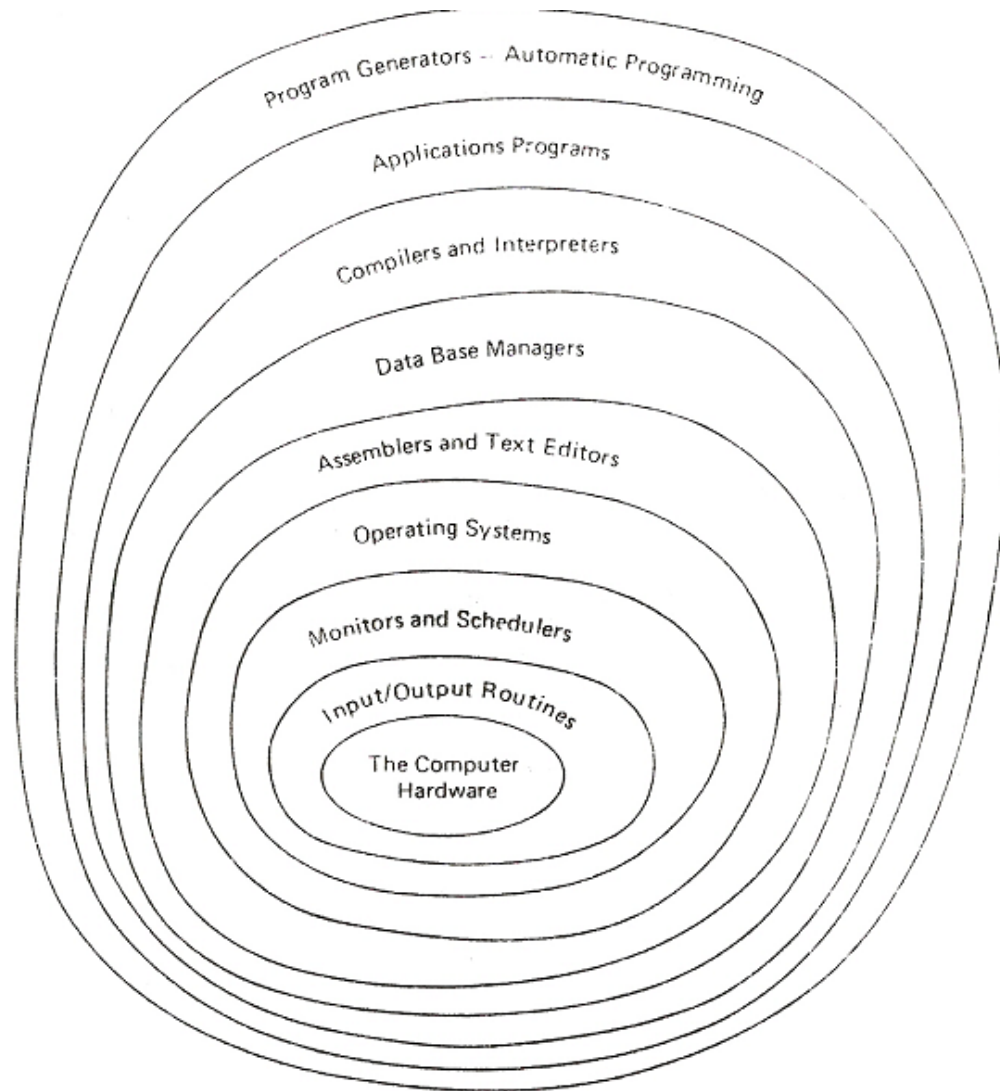 Program Generators -- Automatic Programming
Applications Programs
Compilers and Interpreters
Data Base Managers
Assemblers and Text Editors
Operating Systems
Monitors and Schedulers
Input/Output Routines
The Computer
Hardware